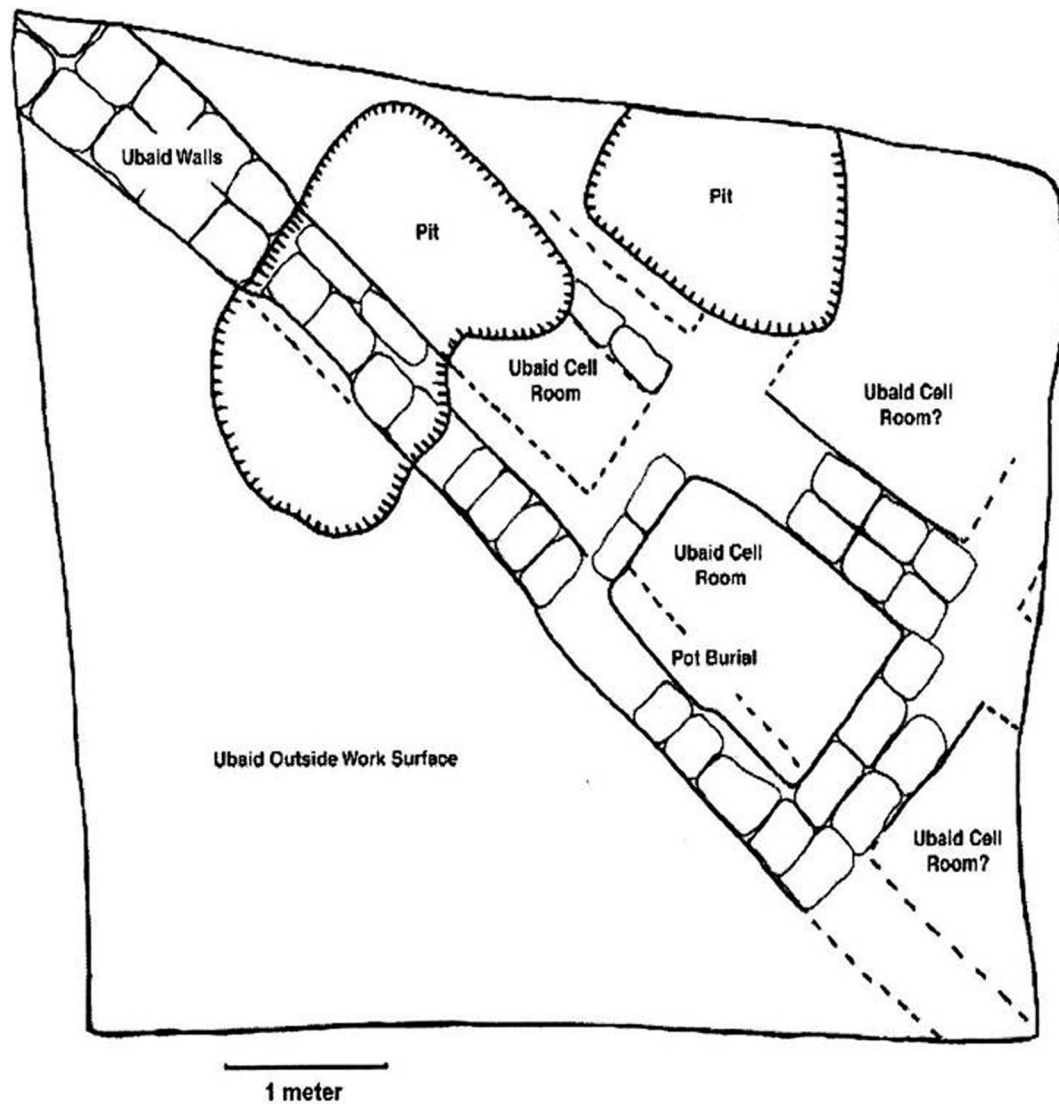 Ubaid Walls
Pit
Pit
Ubaid Cell
Room
Ubaid Cell
Room?
Ubaid Cell
Room
Pot Burial
Ubaid Outside Work Surface
Ubaid Cell
Room?
1 meter